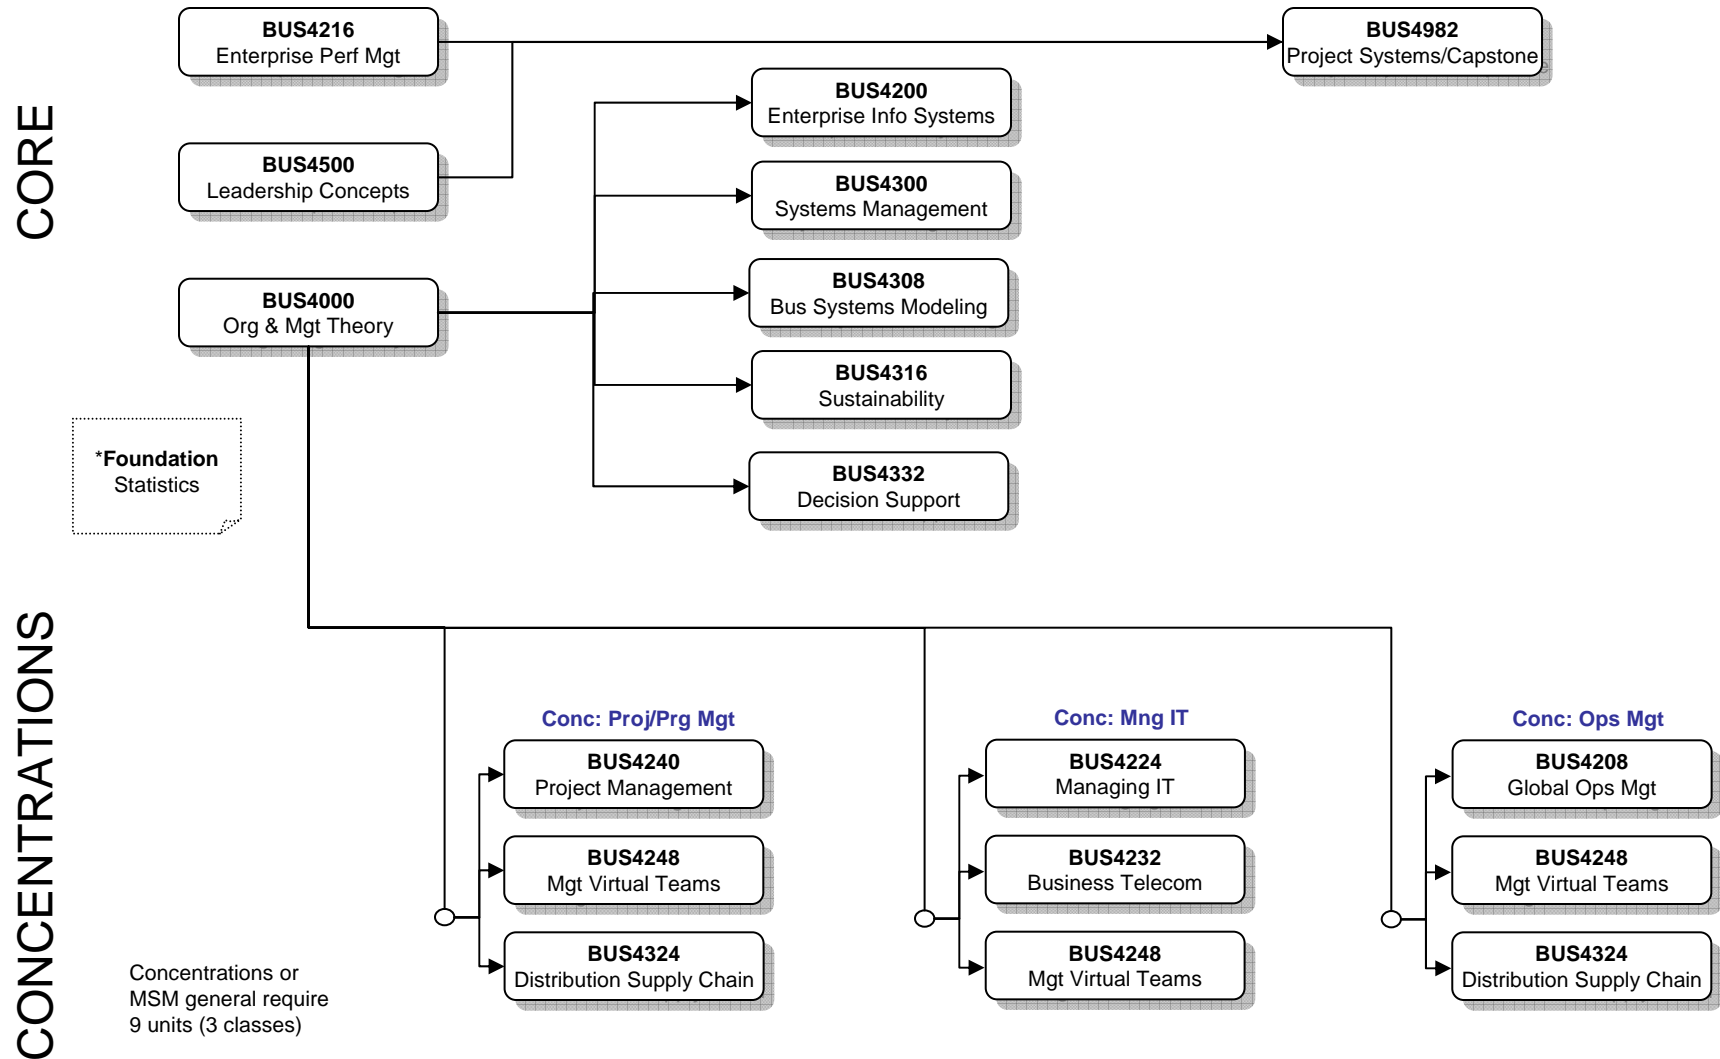 CORE
BUS4216
Enterprise Perf Mgt
BUS4982
Project Systems/Capstone
BUS4200
Enterprise Info Systems
BUS4500
Leadership Concepts
BUS4300
Systems Management
BUS4000
Org & Mgt Theory
BUS4308
Bus Systems Modeling
BUS4316
Sustainability
*Foundation
Statistics
BUS4332
Decision Support
CONCENTRATIONS
Conc: Proj/Prg Mgt
BUS4240
Project Management
BUS4248
Mgt Virtual Teams
BUS4324
Distribution Supply Chain
Conc: Mng IT
BUS4224
Managing IT
BUS4232
Business Telecom
BUS4248
Mgt Virtual Teams
Conc: Ops Mgt
BUS4208
Global Ops Mgt
BUS4248
Mgt Virtual Teams
BUS4324
Distribution Supply Chain
Concentrations or
MSM general require
9 units (3 classes)